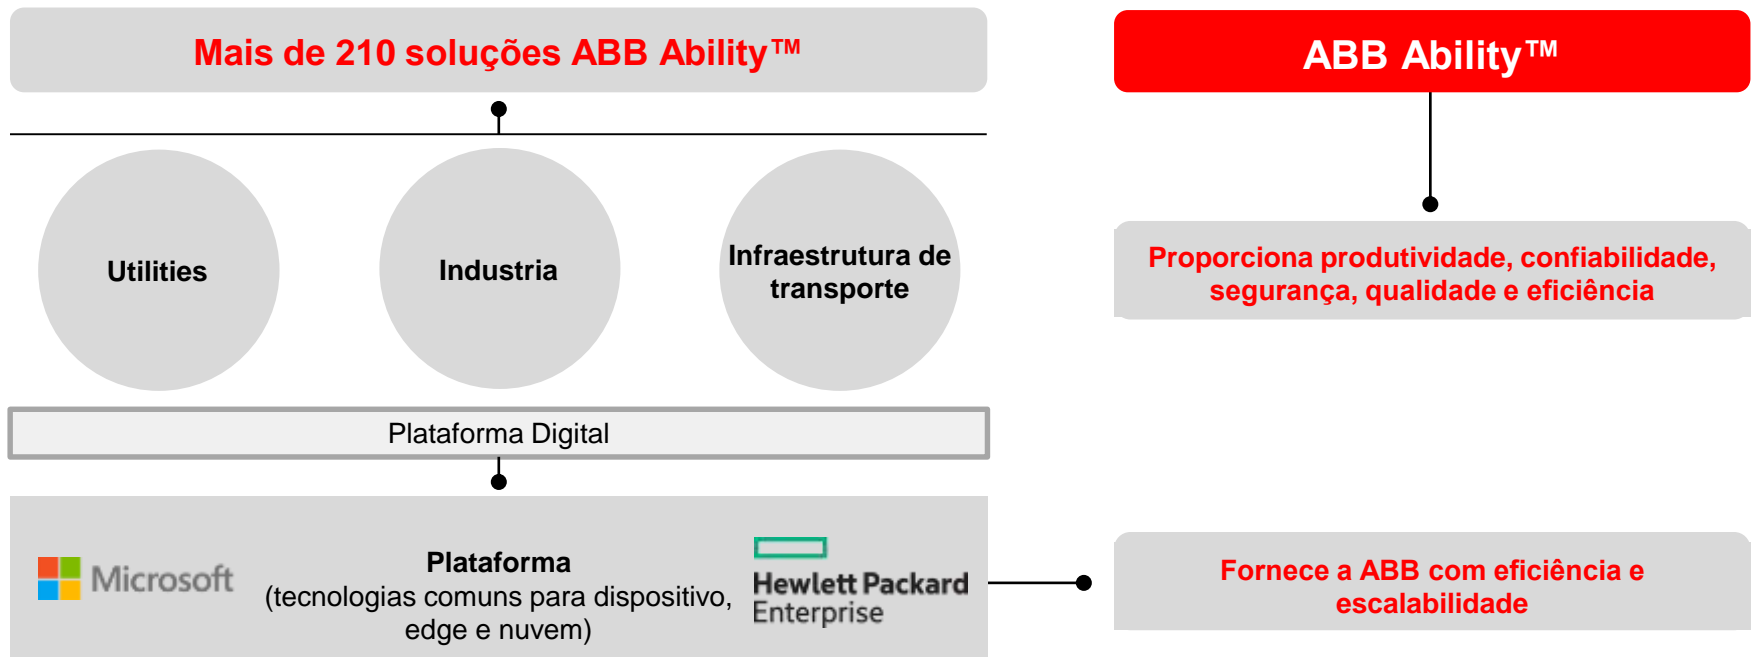 Mais de 210 soluções ABB Ability™
Utilities
Industria
Infraestrutura de
transporte
Plataforma Digital
Microsoft
Plataforma
(tecnologias comuns para dispositivo,
edge e nuvem)
Hewlett Packard
Enterprise
ABB Ability™
Proporciona produtividade, confiabilidade,
segurança, qualidade e eficiência
Fornece a ABB com eficiência e
escalabilidade